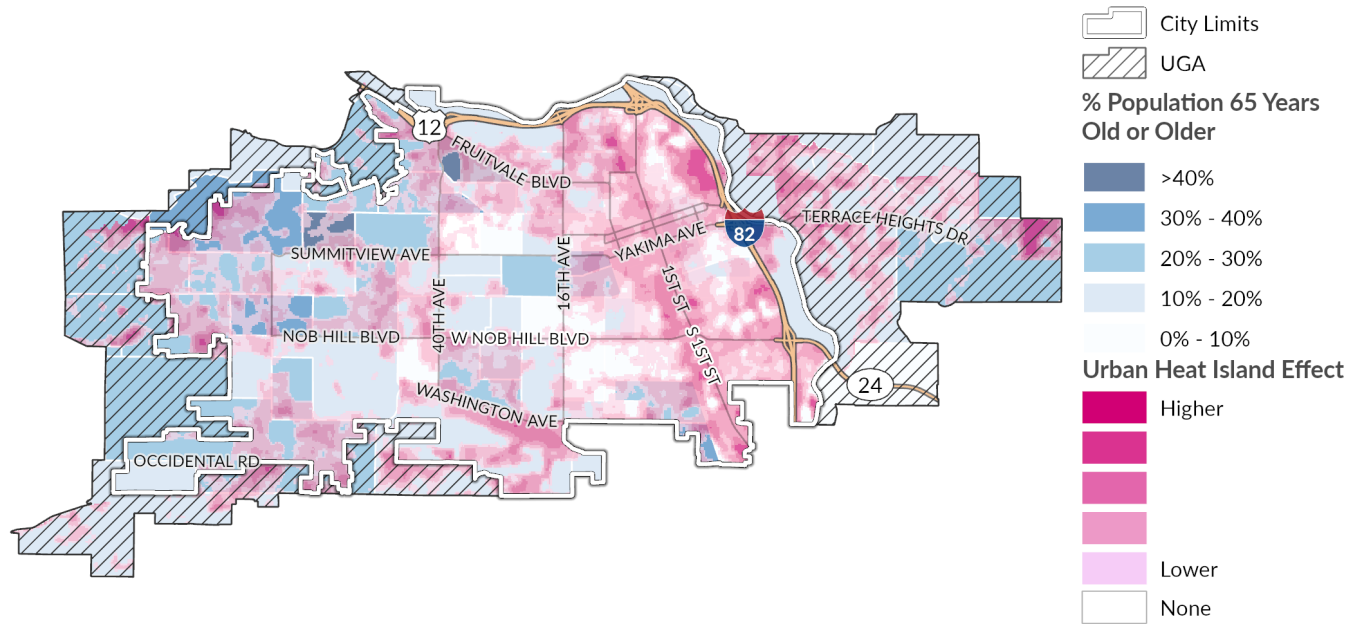 12
FRUITVALE BLVD
TERRACE HEIGHTS DR
82
YAKIMA AVE
SUMMITVIEW AVE
16TH AVE
1ST ST
40TH AVE
NOB HILL BLVD
W NOB HILL BLVD
S 1ST ST
24
WASHINGTON AVE
OCCIDENTAL RD
City Limits
UGA
% Population 65 Years
Old or Older
>40%
30% - 40%
20% - 30%
10% - 20%
0% - 10%
Urban Heat Island Effect
Higher
Lower
None